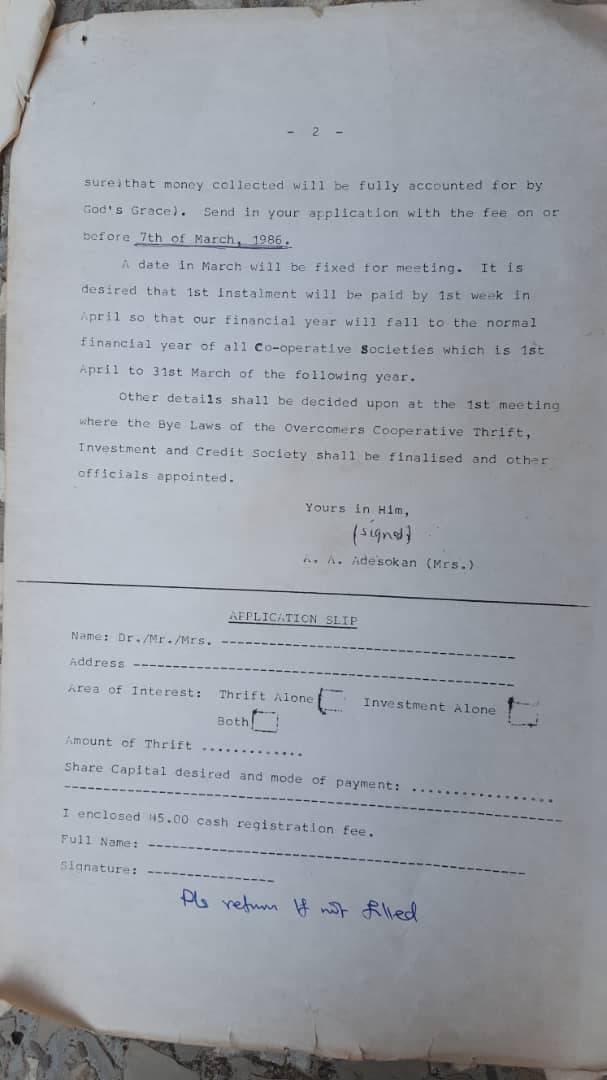 - 2 -
sure that money collected will be fully accounted for by
God's Grace). Send in your application with the fee on or
before 7th of March, 1986.
A date in March will be fixed for meeting. It is
desired that 1st instalment will be paid by 1st week in
April so that our financial year will fall to the normal
financial year of all Co-operative Societies which is 1st
April to 31st March of the following year.
Other details shall be decided upon at the 1st meeting
where the Bye Laws of the Overcomers Cooperative Thrift,
Investment and Credit Society shall be finalised and other
officials appointed.
Yours in Him,
(signed)
A. A. Adesokan (Mrs.)
APPLICATION SLIP
Name: Dr./Mr./Mrs. ------------------------------------
Address ----------------------------------------------
Area of Interest: Thrift Alone Investment Alone
Both
Amount of Thrift .............
Share Capital desired and mode of payment: ..................
------------------------------------------------------------
I enclosed ₦5.00 cash registration fee.
Full Name: ----------------------------------------------
Signature: ----------------
Pls return if not filled